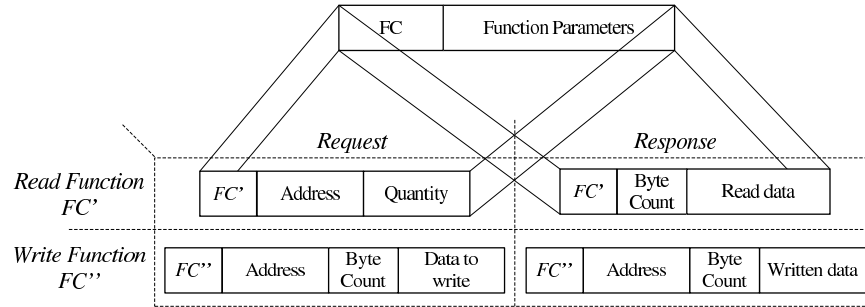 FC Function Parameters
Request Response
Read Function
FC'
FC' Address Quantity
FC' Byte Count Read data
Write Function
FC''
FC'' Address Byte Count Data to write
FC'' Address Byte Count Written data